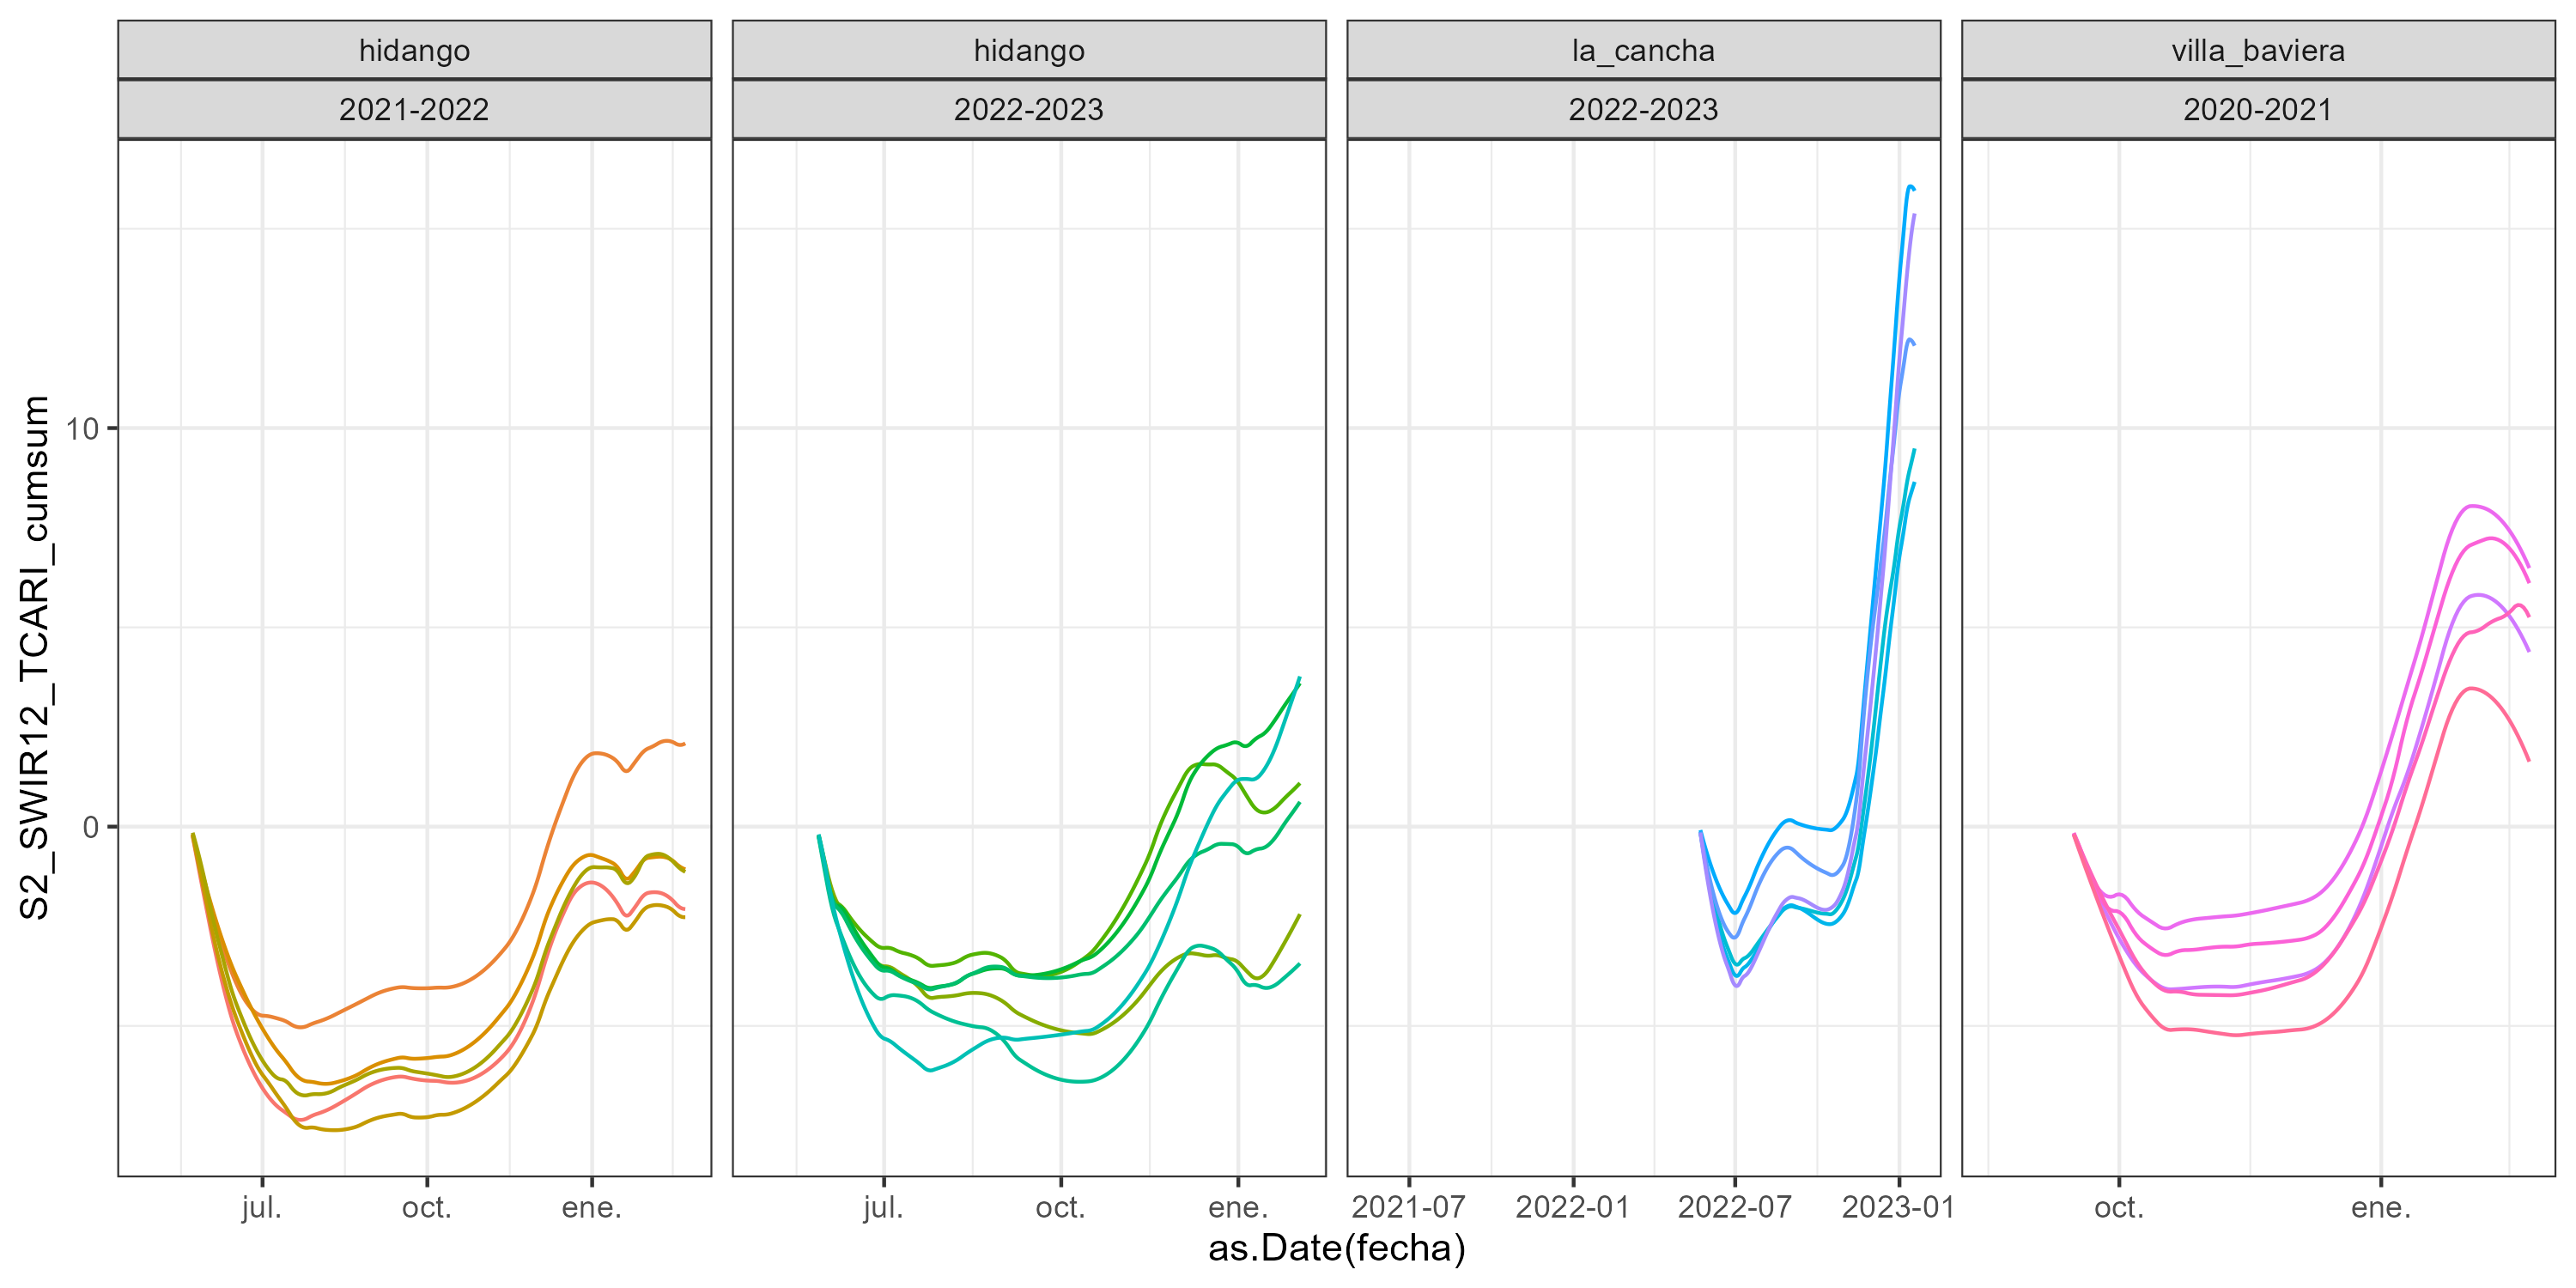 hidango
hidango
la_cancha
villa_baviera
2021-2022
2022-2023
2022-2023
2020-2021
S2_SWIR12_TCARI_cumsum
10
0
jul.
oct.
ene.
jul.
oct.
ene.
2021-07
2022-01
2022-07
2023-01
oct.
ene.
as.Date(fecha)